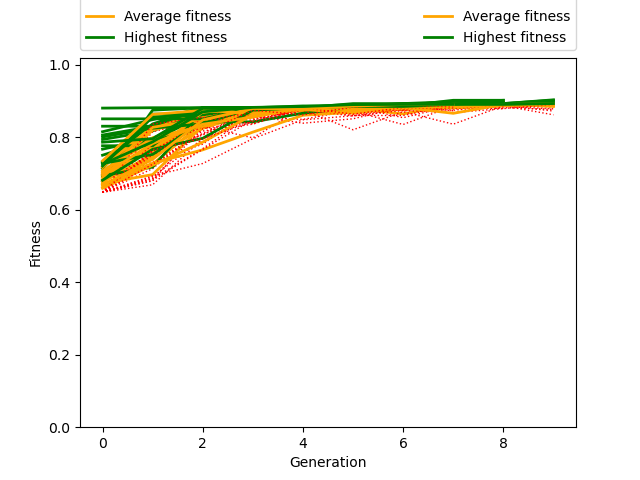 Average fitness Average fitness
Highest fitness Highest fitness
1.0
0.8
0.6
0.4
0.2
0.0
Fitness
0 2 4 6 8
Generation